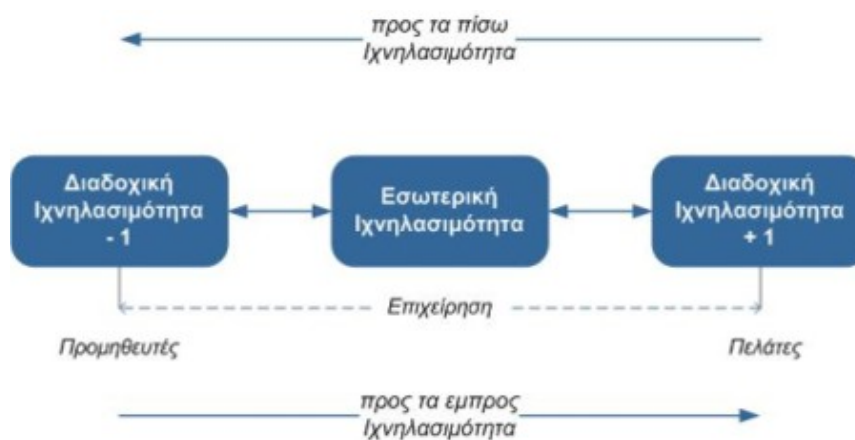 προς τα πίσω
Ιχνηλασιμότητα
Διαδοχική
Ιχνηλασιμότητα
- 1
Εσωτερική
Ιχνηλασιμότητα
Διαδοχική
Ιχνηλασιμότητα
+ 1
Επιχείρηση
Προμηθευτές
Πελάτες
προς τα εμπρος
Ιχνηλασιμότητα